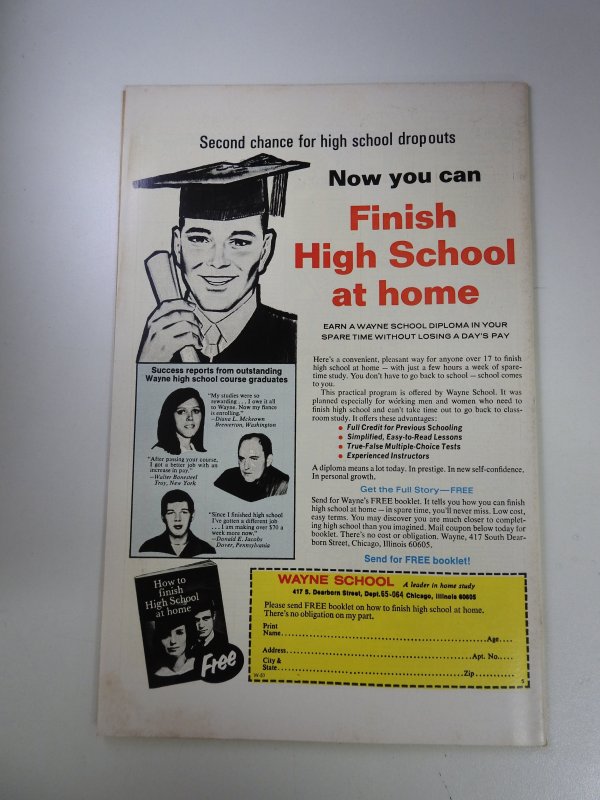 Second chance for high school dropouts
Now you can
Finish
High School
at home
EARN A WAYNE SCHOOL DIPLOMA IN YOUR
SPARE TIME WITHOUT LOSING A DAY'S PAY
Here's a convenient, pleasant way for anyone over 17 to finish
high school at home — with just a few hours a week of spare-
time study. You don't have to go back to school — school comes
to you.
This practical program is offered by Wayne School. It was
planned especially for working men and women who need to
finish high school and can't take time out to go back to class-
room study. It offers these advantages:
• Full Credit for Previous Schooling
• Simplified, Easy-to-Read Lessons
• True-False Multiple-Choice Tests
• Experienced Instructors
A diploma means a lot today. In prestige. In new self-confidence,
In personal growth.
Get the Full Story—FREE
Send for Wayne's FREE booklet. It tells you how you can finish
high school at home — in spare time, you'll never miss. Low cost,
easy terms. You may discover you are much closer to complet-
ing high school than you imagined. Mail coupon below today for
booklet. There's no cost or obligation. Wayne, 417 South Dear-
born Street, Chicago, Illinois 60605,
Send for FREE booklet!
Success reports from outstanding
Wayne high school course graduates
"My studies were so
rewarding . . . I owe it all
to Wayne. Now my fiance
is enrolling."
—Diane L. Mckeown
Bremerton, Washington
"After passing your course,
I got a better job with an
increase in pay."
—Walter Bonesteel
Troy, New York
"Since I finished high school
I've gotten a different job
. . . I am making over $70 a
week more now!"
—Donald E. Jacobs
Dover, Pennsylvania
How to
finish
High School
at home
Free
WAYNE SCHOOL A leader in home study
417 S. Dearborn Street, Dept. 65-064 Chicago, Illinois 60605
Please send FREE booklet on how to finish high school at home.
There's no obligation on my part.
Print
Name Age
Address Apt. No.
City &
State Zip
5